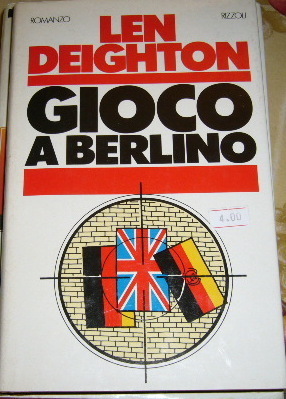 ROMANZO
RIZZOLI
LEN
DEIGHTON
GIOCO
A BERLINO
4.00